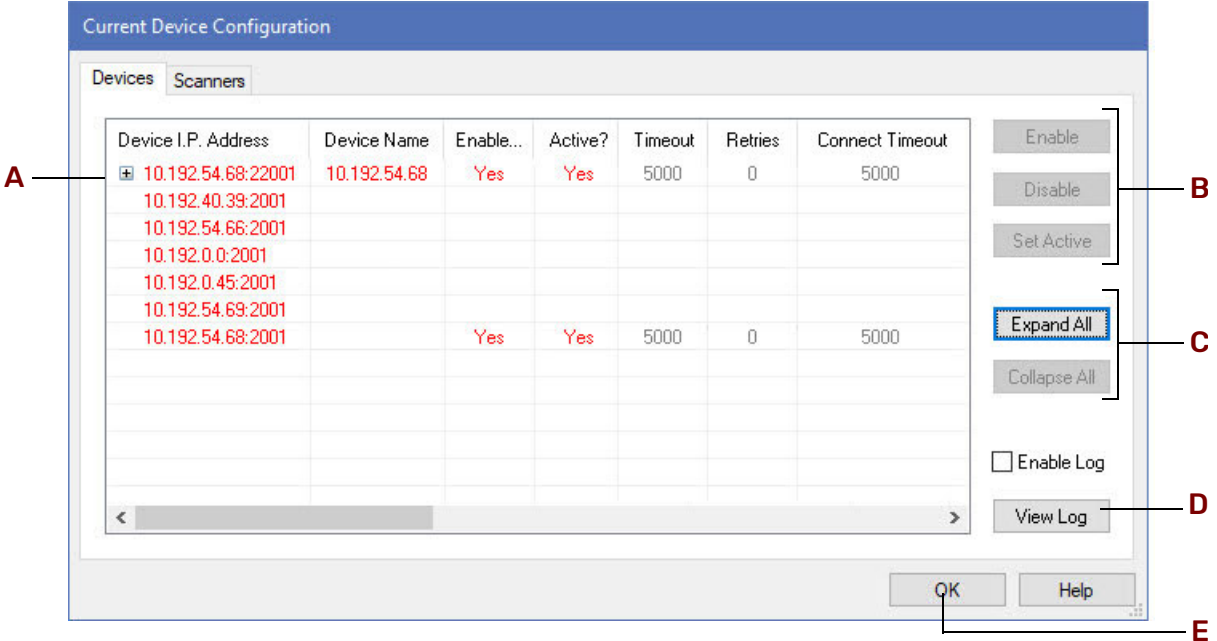 Current Device Configuration
Devices Scanners
Device I.P. Address Device Name Enable... Active? Timeout Retries Connect Timeout Enable
A 10.192.54.68:22001 10.192.54.68 Yes Yes 5000 0 5000
10.192.40.39:2001 Disable B
10.192.54.66:2001
10.192.0.0:2001 Set Active
10.192.0.45:2001
10.192.54.69:2001
10.192.54.68:2001 Yes Yes 5000 0 5000
Expand All
C
Collapse All
Enable Log
View Log D
OK Help
E